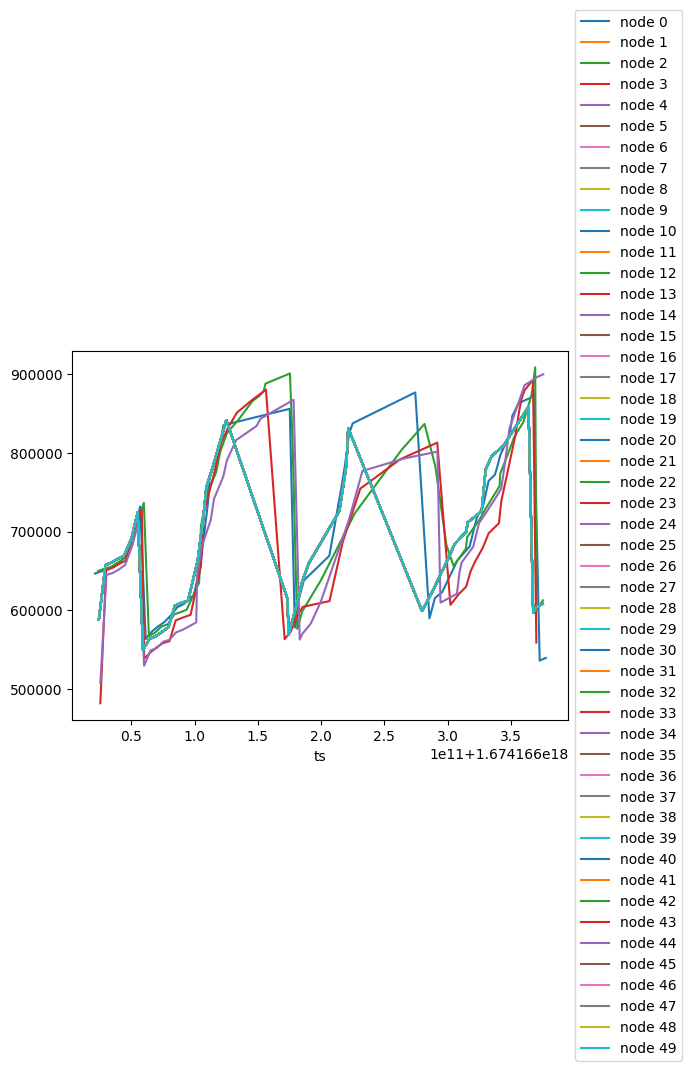 900000
800000
700000
600000
500000
0.5 1.0 1.5 2.0 2.5 3.0 3.5
1e11+1.674166e18
ts
node 0
node 1
node 2
node 3
node 4
node 5
node 6
node 7
node 8
node 9
node 10
node 11
node 12
node 13
node 14
node 15
node 16
node 17
node 18
node 19
node 20
node 21
node 22
node 23
node 24
node 25
node 26
node 27
node 28
node 29
node 30
node 31
node 32
node 33
node 34
node 35
node 36
node 37
node 38
node 39
node 40
node 41
node 42
node 43
node 44
node 45
node 46
node 47
node 48
node 49